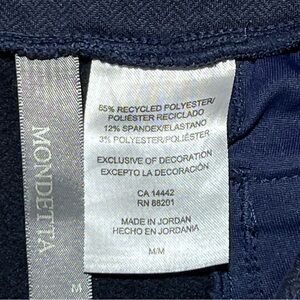 MONDETTA
M
85% RECYCLED POLYESTER/
POLIÉSTER RECICLADO
12% SPANDEX/ELASTANO
3% POLYESTER/POLIÉSTER
EXCLUSIVE OF DECORATION
EXCEPTO LA DECORACIÓN
CA 14442
RN 88201
MADE IN JORDAN
HECHO EN JORDANIA
M/M